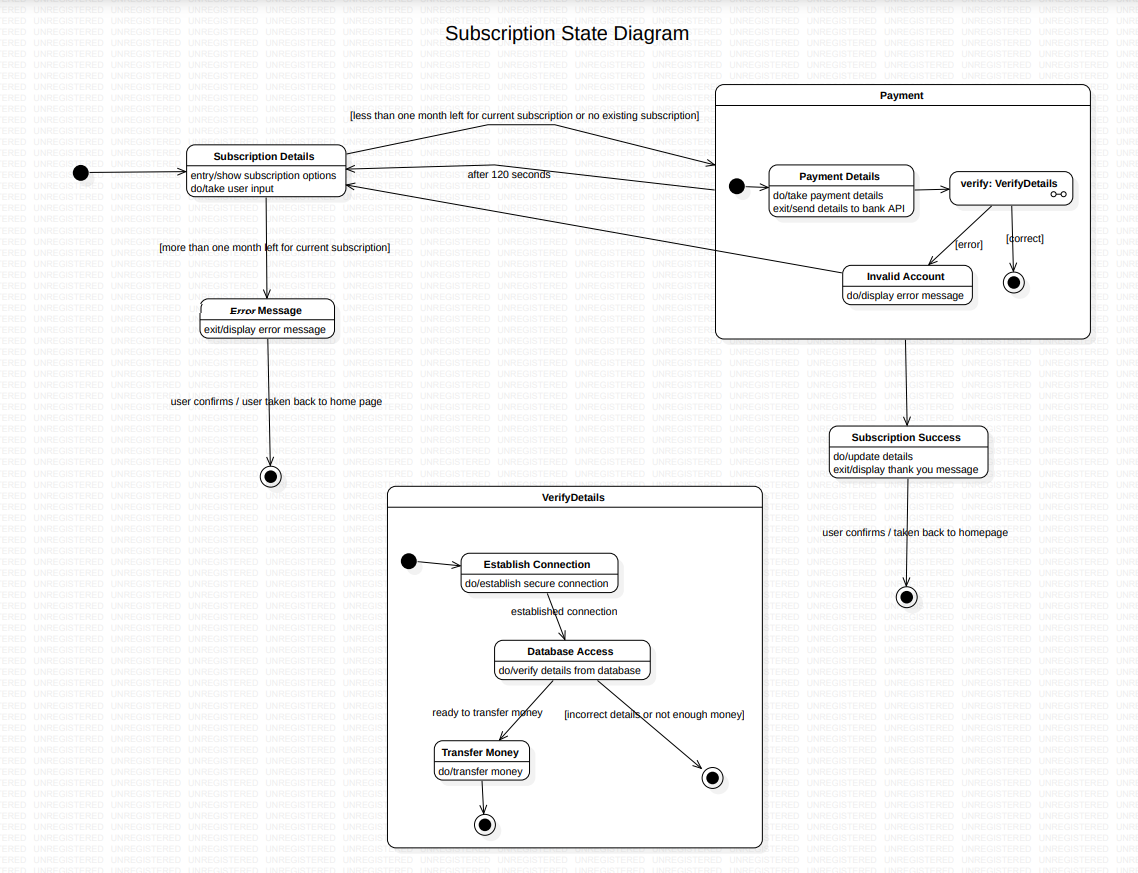 Subscription State Diagram
Payment
[less than one month left for current subscription or no existing subscription]
Subscription Details
entry/show subscription options
do/take user input
after 120 seconds
Payment Details
do/take payment details
exit/send details to bank API
verify: VerifyDetails
[error]
[correct]
[more than one month left for current subscription]
Invalid Account
do/display error message
Error Message
exit/display error message
user confirms / user taken back to home page
Subscription Success
do/update details
exit/display thank you message
user confirms / taken back to homepage
VerifyDetails
Establish Connection
do/establish secure connection
established connection
Database Access
do/verify details from database
ready to transfer money
[incorrect details or not enough money]
Transfer Money
do/transfer money
UNREGISTERED